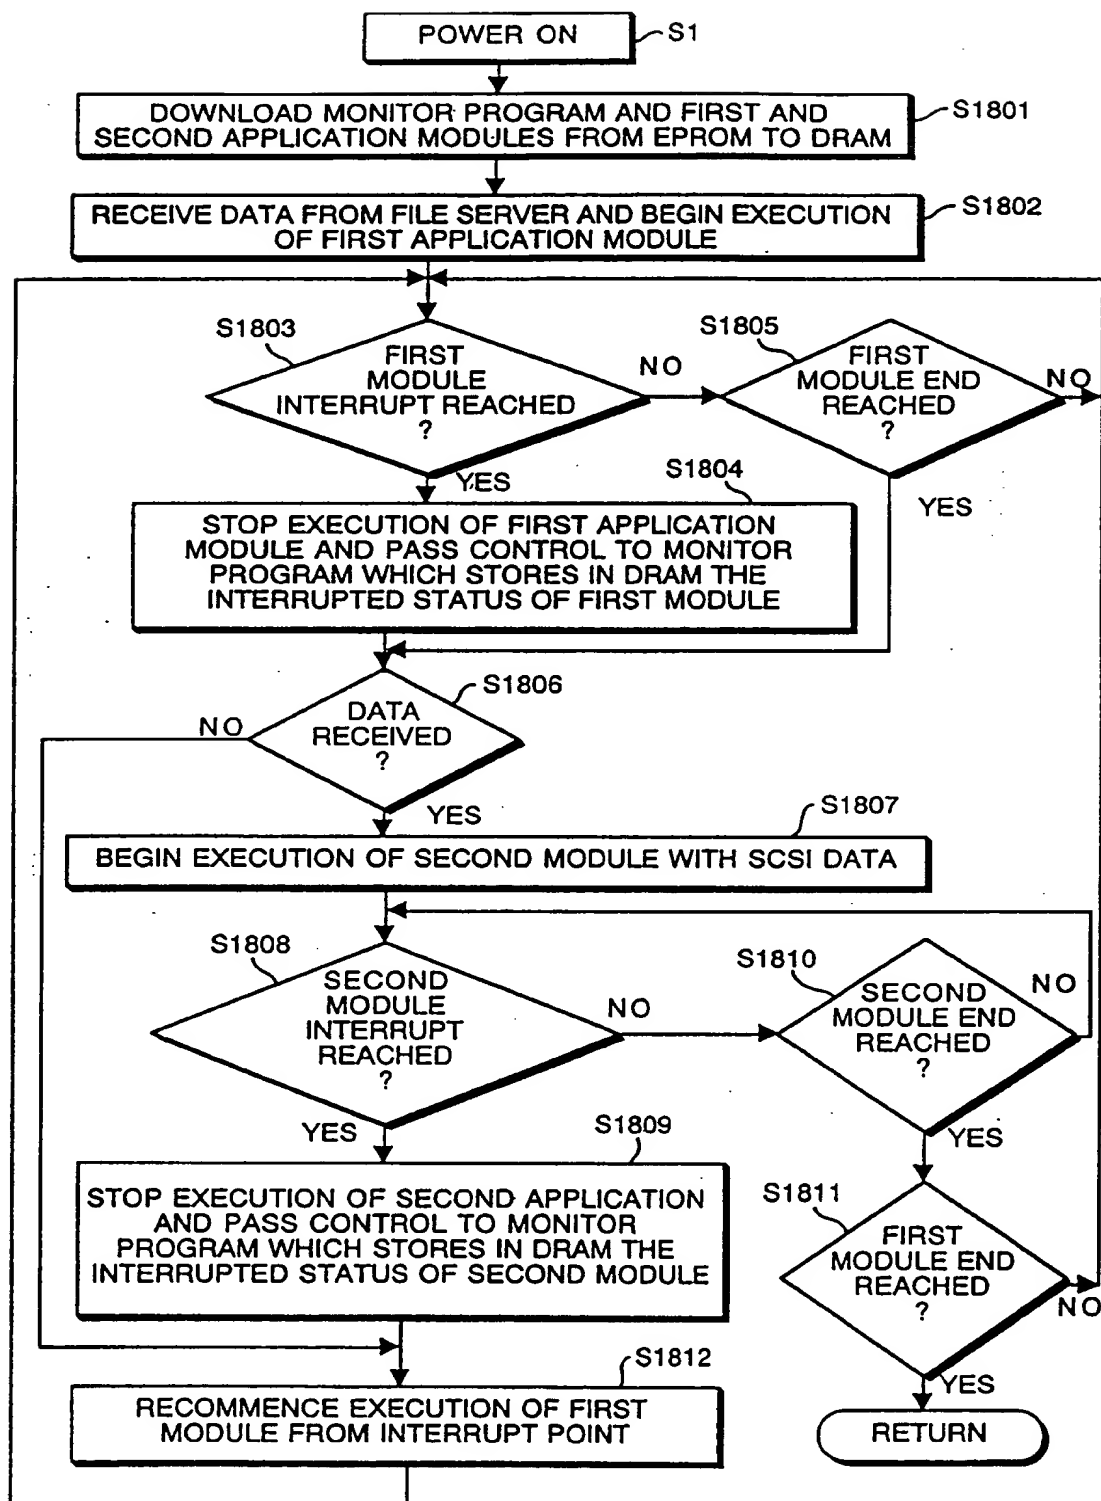 POWER ON
S1
DOWNLOAD MONITOR PROGRAM AND FIRST AND
SECOND APPLICATION MODULES FROM EPROM TO DRAM
S1801
RECEIVE DATA FROM FILE SERVER AND BEGIN EXECUTION
OF FIRST APPLICATION MODULE
S1802
S1803
FIRST
MODULE
INTERRUPT REACHED
?
NO
YES
S1805
FIRST
MODULE END
REACHED
?
NO
YES
S1804
STOP EXECUTION OF FIRST APPLICATION
MODULE AND PASS CONTROL TO MONITOR
PROGRAM WHICH STORES IN DRAM THE
INTERRUPTED STATUS OF FIRST MODULE
S1806
DATA
RECEIVED
?
NO
YES
S1807
BEGIN EXECUTION OF SECOND MODULE WITH SCSI DATA
S1808
SECOND
MODULE
INTERRUPT
REACHED
?
NO
YES
S1810
SECOND
MODULE END
REACHED
?
NO
YES
S1809
STOP EXECUTION OF SECOND APPLICATION
AND PASS CONTROL TO MONITOR
PROGRAM WHICH STORES IN DRAM THE
INTERRUPTED STATUS OF SECOND MODULE
S1811
FIRST
MODULE END
REACHED
?
NO
YES
S1812
RECOMMENCE EXECUTION OF FIRST
MODULE FROM INTERRUPT POINT
RETURN